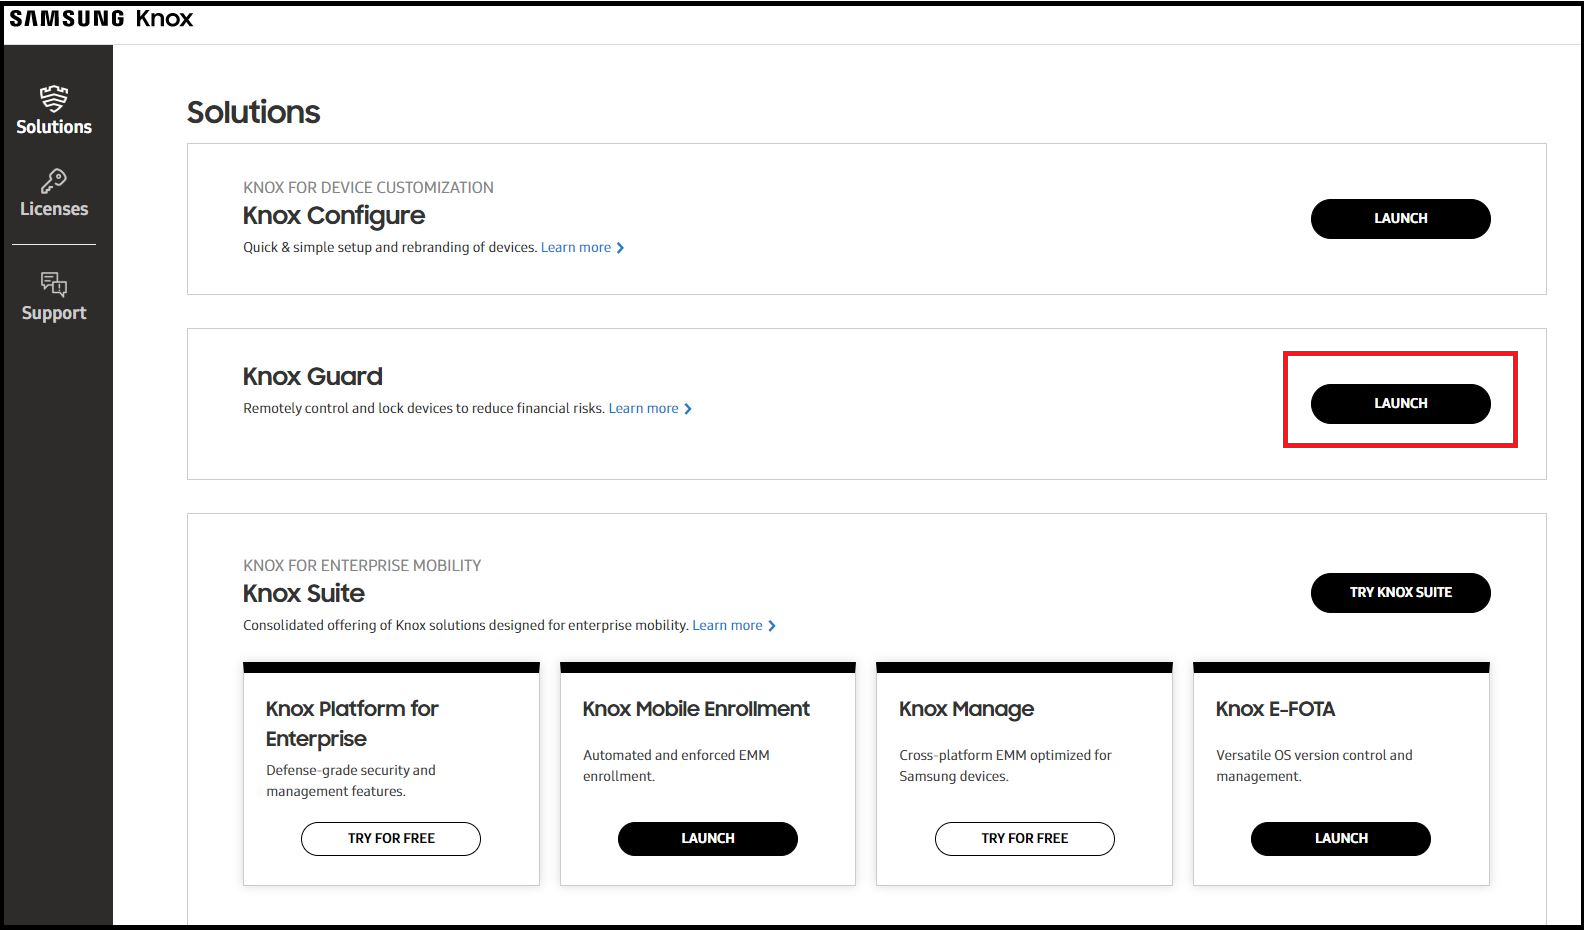 SAMSUNG Knox
Solutions
Licenses
Support
Solutions
KNOX FOR DEVICE CUSTOMIZATION
Knox Configure
Quick & simple setup and rebranding of devices. Learn more
LAUNCH
Knox Guard
Remotely control and lock devices to reduce financial risks. Learn more
LAUNCH
KNOX FOR ENTERPRISE MOBILITY
Knox Suite
Consolidated offering of Knox solutions designed for enterprise mobility. Learn more
TRY KNOX SUITE
Knox Platform for
Enterprise
Defense-grade security and
management features.
TRY FOR FREE
Knox Mobile Enrollment
Automated and enforced EMM
enrollment.
LAUNCH
Knox Manage
Cross-platform EMM optimized for
Samsung devices.
TRY FOR FREE
Knox E-FOTA
Versatile OS version control and
management.
LAUNCH